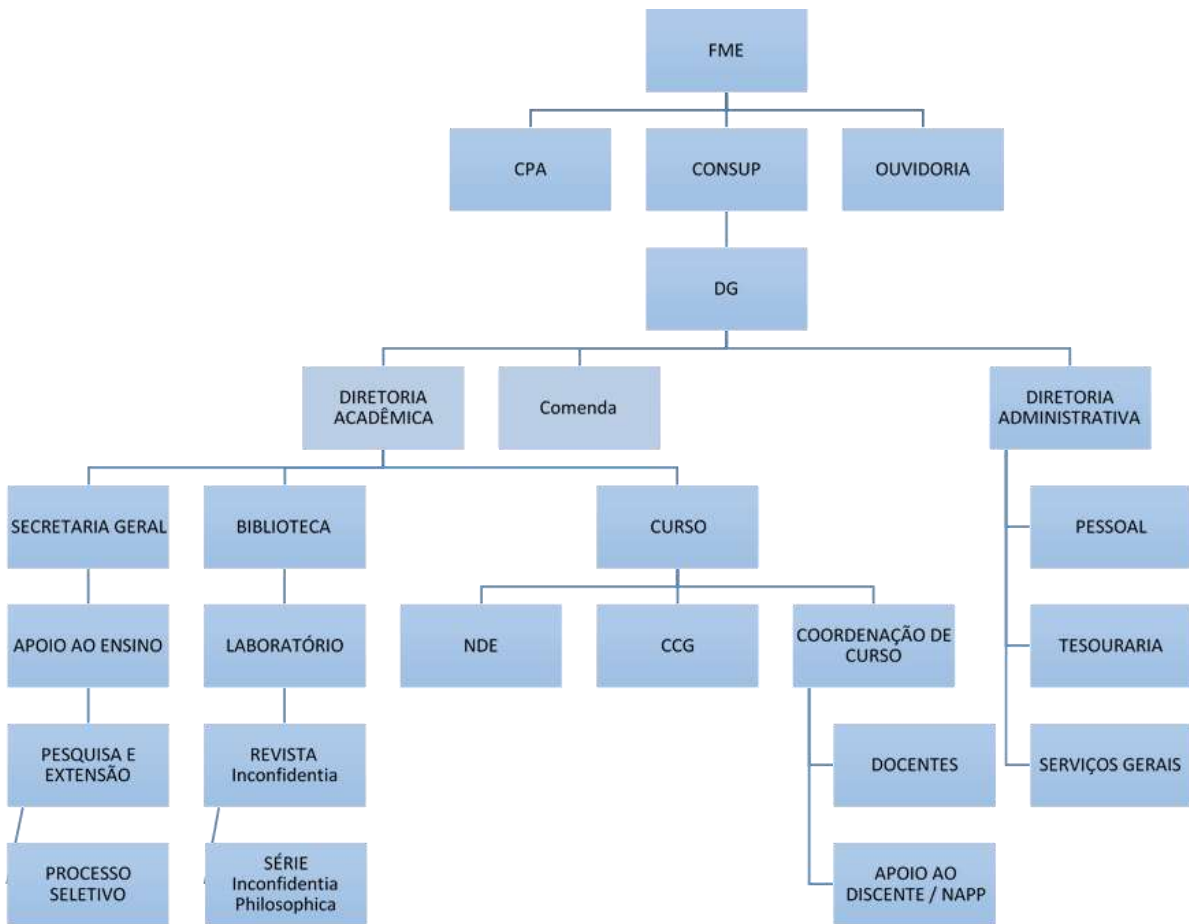 FME
CPA
CONSUP
OUVIDORIA
DG
DIRETORIA
ACADÊMICA
Comenda
DIRETORIA
ADMINISTRATIVA
SECRETARIA GERAL
BIBLIOTECA
CURSO
PESSOAL
APOIO AO ENSINO
LABORATÓRIO
NDE
CCG
COORDENAÇÃO DE
CURSO
TESOURARIA
PESQUISA E
EXTENSÃO
REVISTA
Inconfidentia
DOCENTES
SERVIÇOS GERAIS
PROCESSO
SELETIVO
SÉRIE
Inconfidentia
Philosophica
APOIO AO
DISCENTE / NAPP